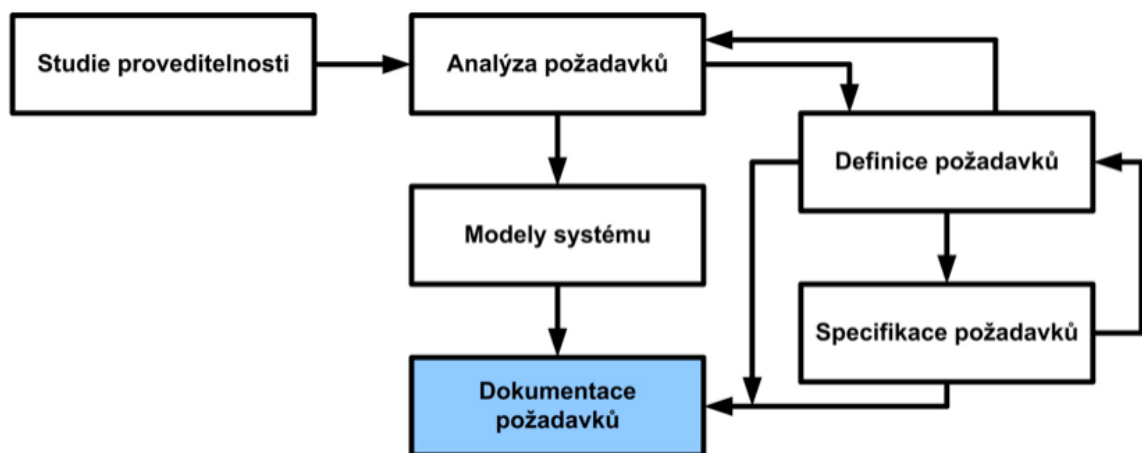 Studie proveditelnosti
Analýza požadavků
Definice požadavků
Modely systému
Specifikace požadavků
Dokumentace
požadavků